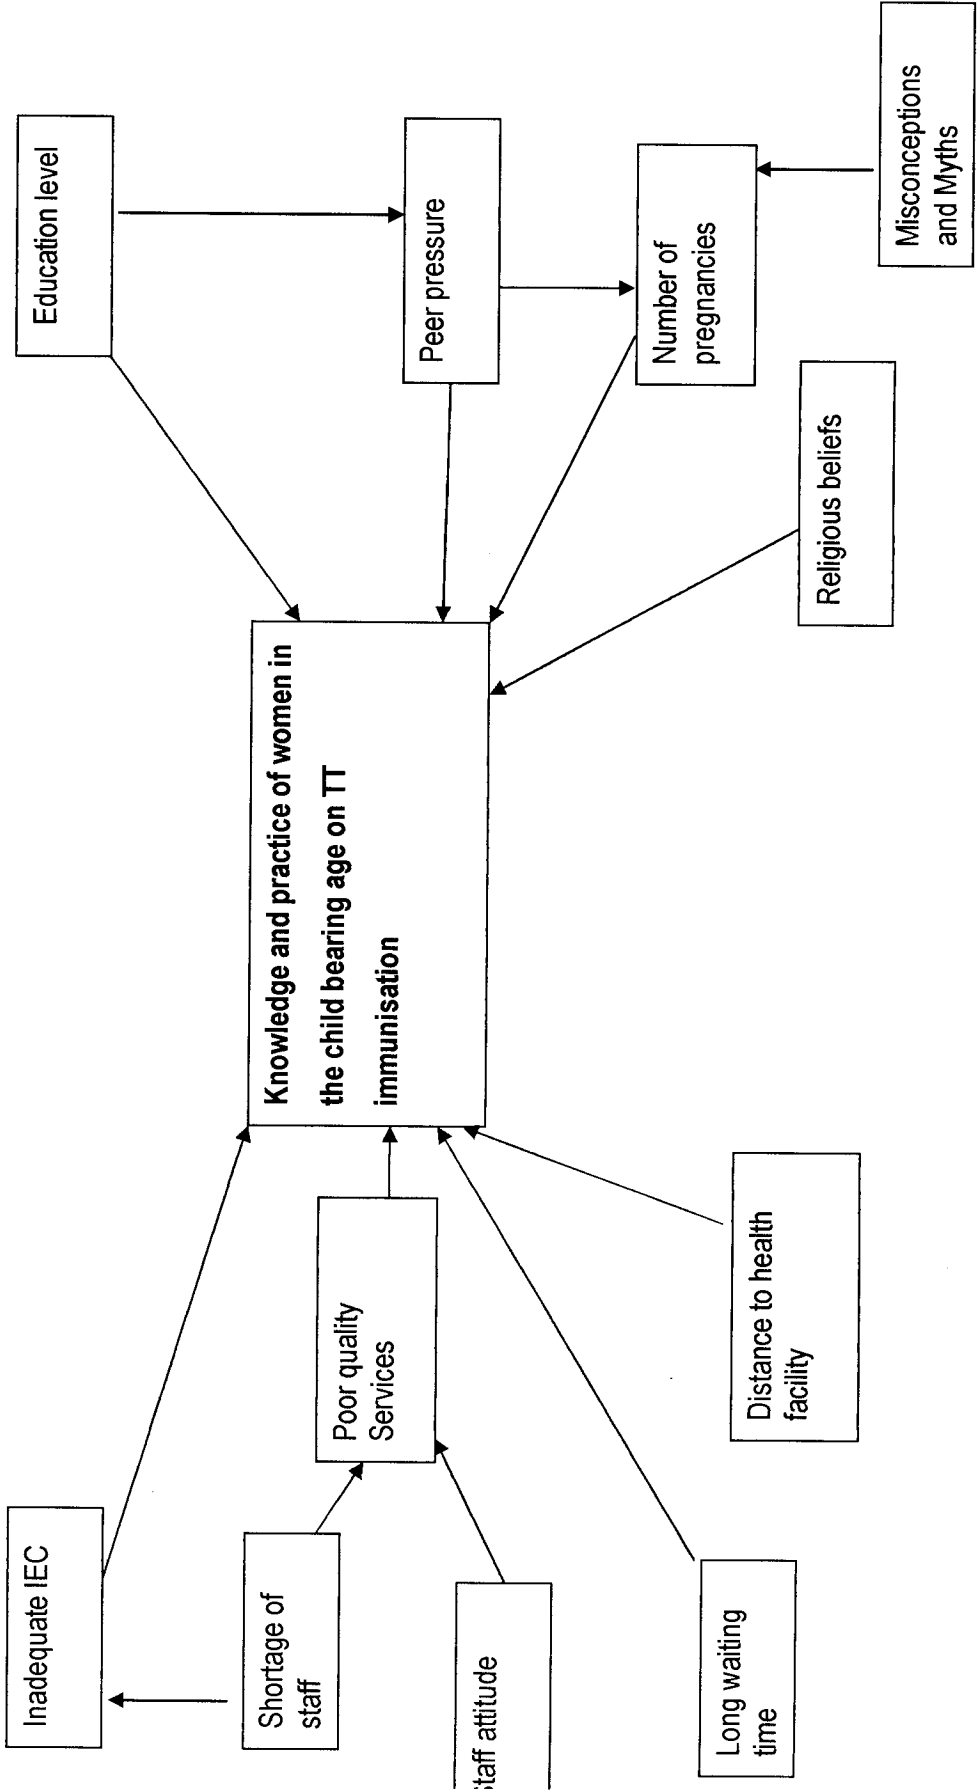 Inadequate IEC
Education level
Shortage of
staff
Knowledge and practice of women in
the child bearing age on TT
immunisation
Poor quality
Services
Peer pressure
Staff attitude
Number of
pregnancies
Long waiting
time
Distance to health
facility
Religious beliefs
Misconceptions
and Myths